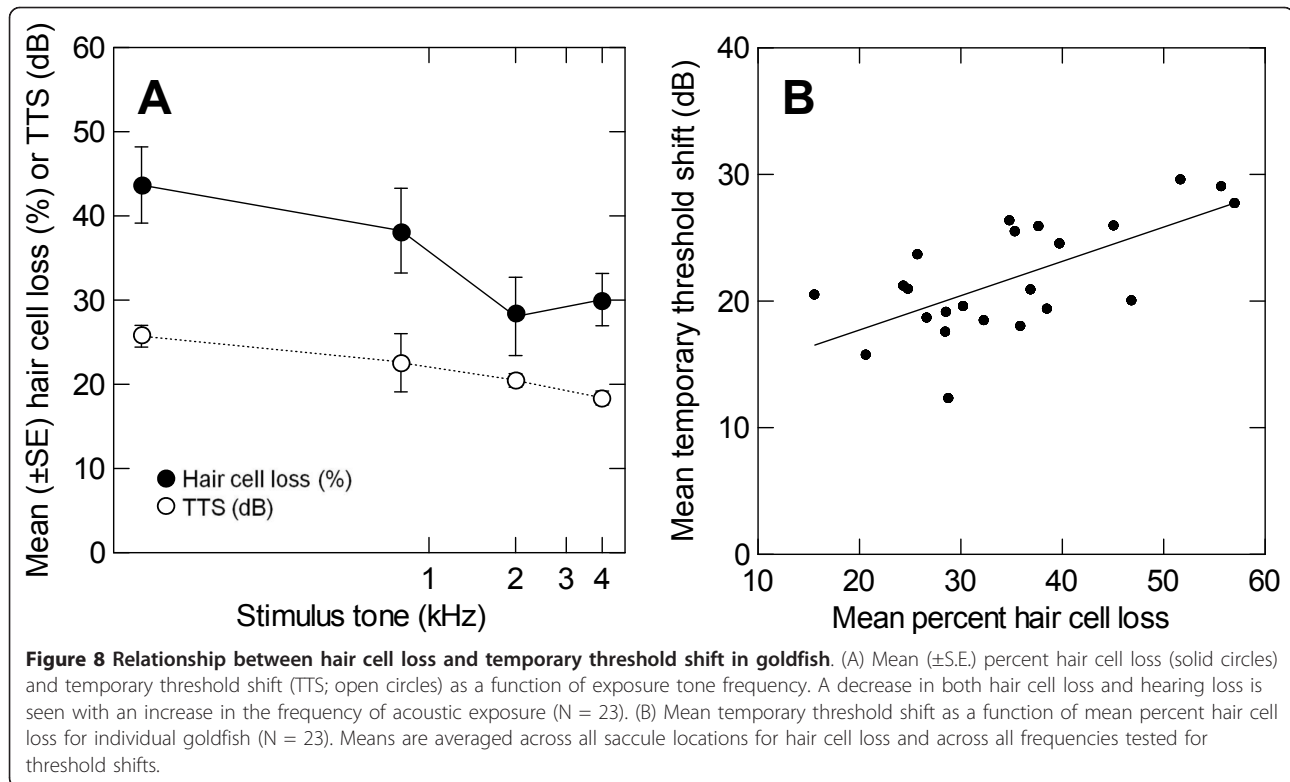 Mean (±SE) hair cell loss (%) or TTS (dB)
60
50
40
30
20
10
0
A
Hair cell loss (%)
TTS (dB)
1
2
3
4
Stimulus tone (kHz)
Mean temporary threshold shift (dB)
40
30
20
10
0
B
10
20
30
40
50
60
Mean percent hair cell loss
Figure 8 Relationship between hair cell loss and temporary threshold shift in goldfish. (A) Mean (±S.E.) percent hair cell loss (solid circles)
and temporary threshold shift (TTS; open circles) as a function of exposure tone frequency. A decrease in both hair cell loss and hearing loss is
seen with an increase in the frequency of acoustic exposure (N = 23). (B) Mean temporary threshold shift as a function of mean percent hair cell
loss for individual goldfish (N = 23). Means are averaged across all saccule locations for hair cell loss and across all frequencies tested for
threshold shifts.